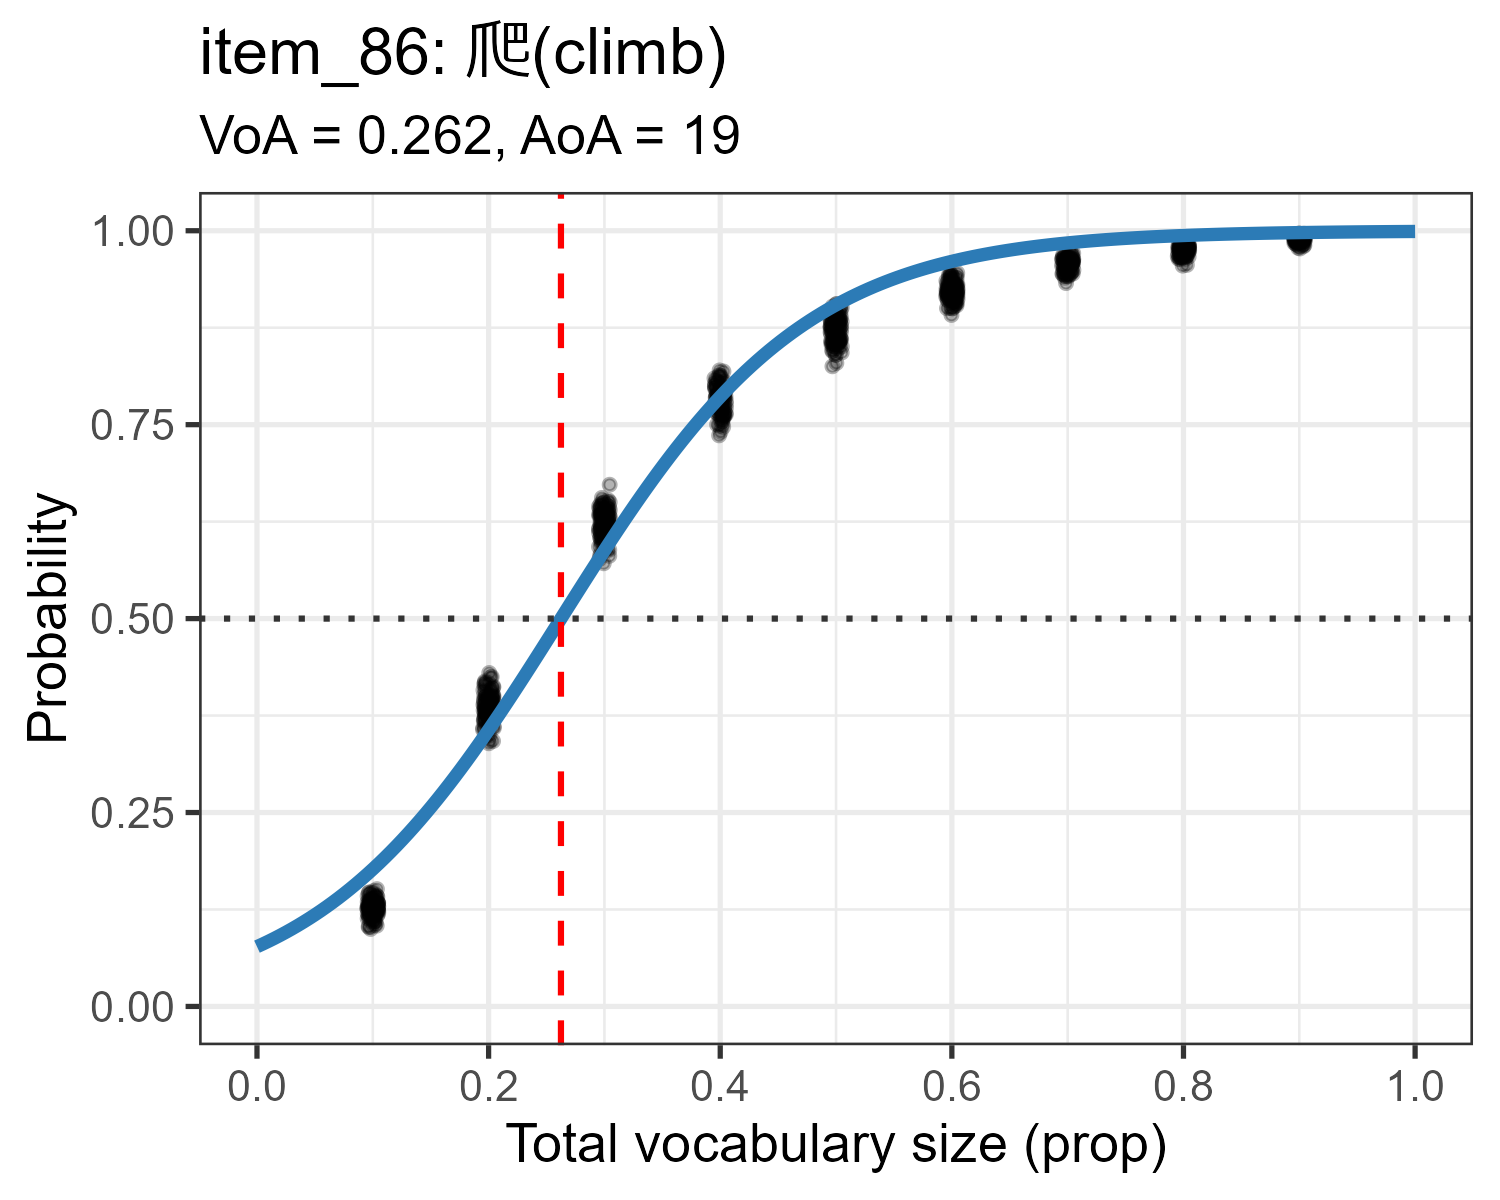 item_86: 爬(climb)
VoA = 0.262, AoA = 19
1.00
0.75
0.50
0.25
0.00
Probability
0.0 0.2 0.4 0.6 0.8 1.0
Total vocabulary size (prop)